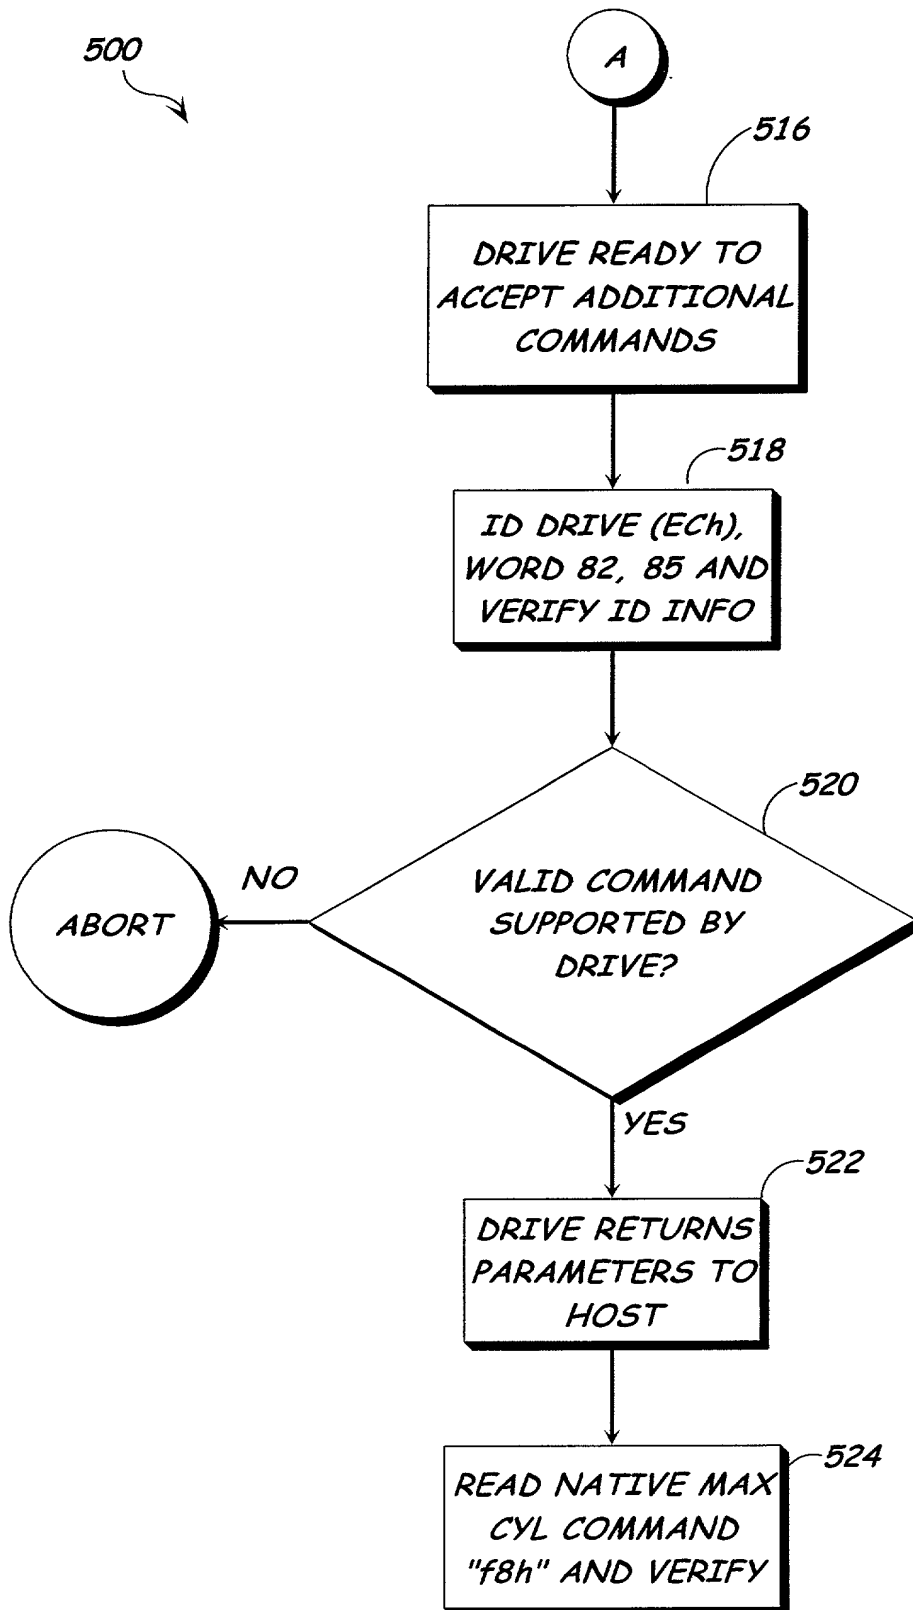 500
A
516
DRIVE READY TO
ACCEPT ADDITIONAL
COMMANDS
518
ID DRIVE (ECh),
WORD 82, 85 AND
VERIFY ID INFO
520
VALID COMMAND
SUPPORTED BY
DRIVE?
NO
ABORT
YES
522
DRIVE RETURNS
PARAMETERS TO
HOST
524
READ NATIVE MAX
CYL COMMAND
"f8h" AND VERIFY